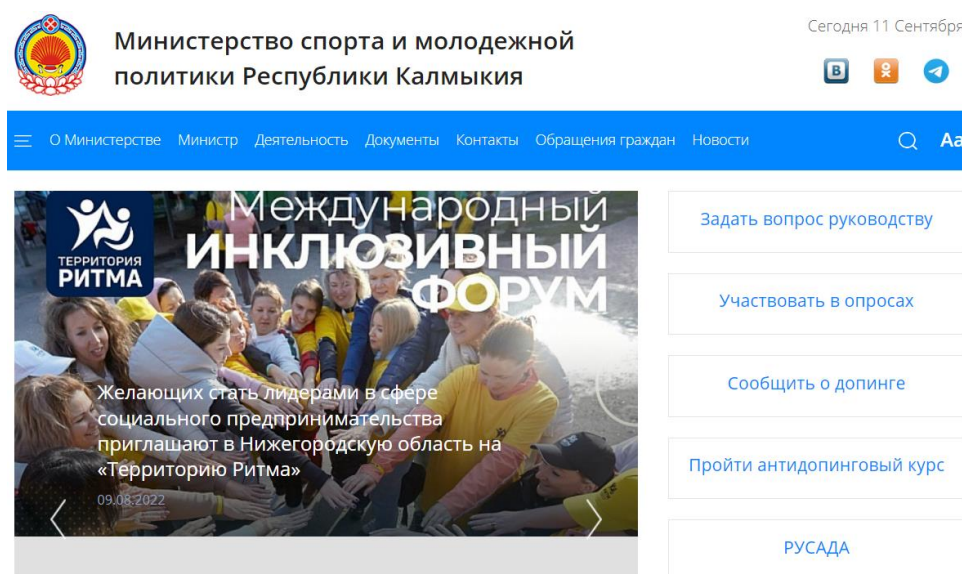 Министерство спорта и молодежной
политики Республики Калмыкия
Сегодня 11 Сентября
О Министерстве Министр Деятельность Документы Контакты Обращения граждан Новости
Aa
ТЕРРИТОРИЯ
РИТМА
Международный
ИНКЛЮЗИВНЫЙ
ФОРУМ
Желающих стать лидерами в сфере
социального предпринимательства
приглашают в Нижегородскую область на
«Территорию Ритма»
09.08.2022
Задать вопрос руководству
Участвовать в опросах
Сообщить о допинге
Пройти антидопинговый курс
РУСАДА